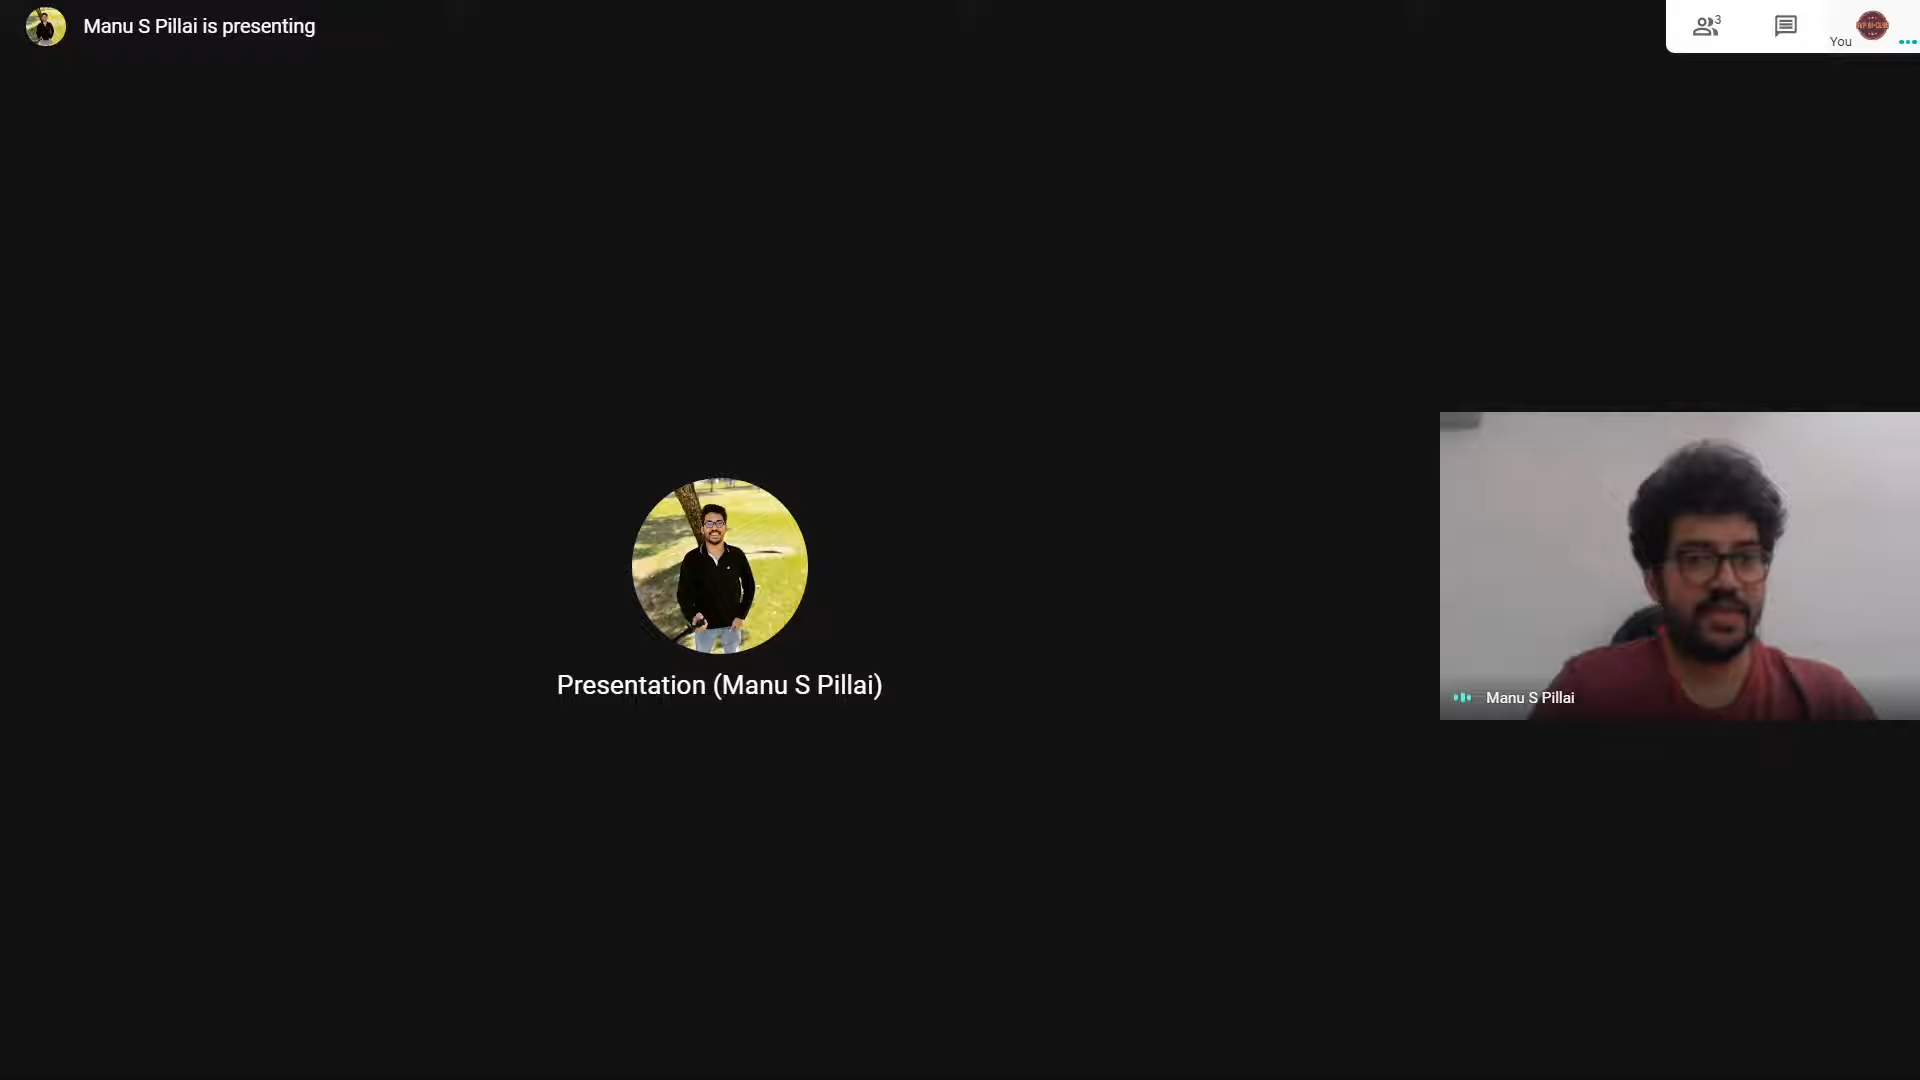 Manu S Pillai is presenting
3
You
Presentation (Manu S Pillai)
Manu S Pillai